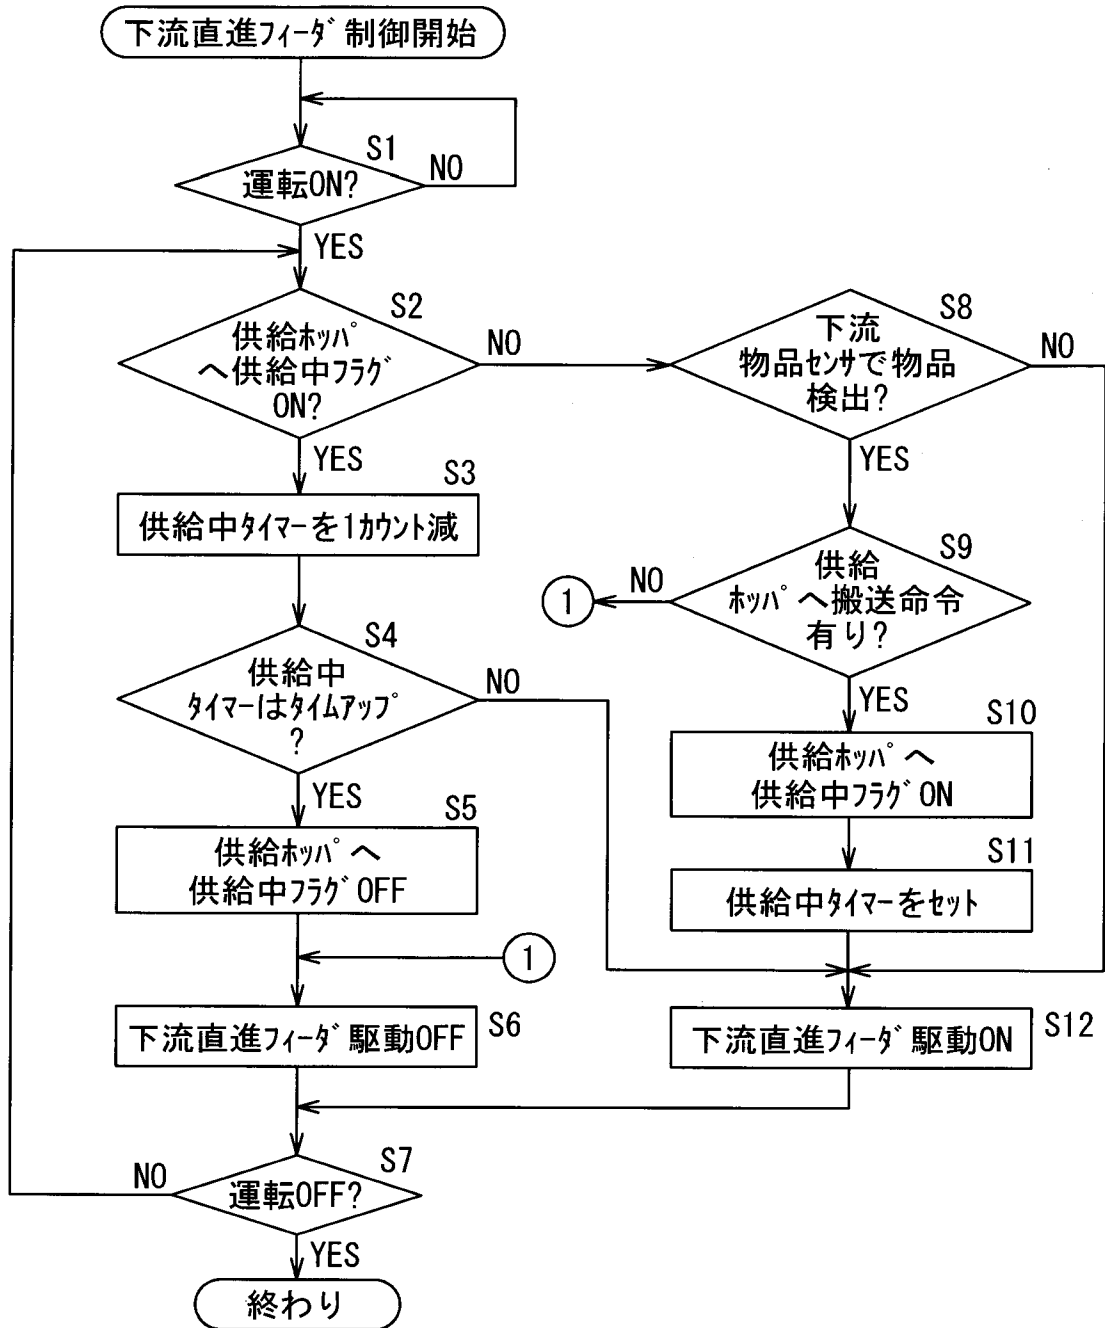 下流直進フィーダ制御開始
S1
運転ON?
NO
YES
S2
供給ホッパ
へ供給中フラグ
ON?
NO
YES
S3
供給中タイマーを1カウント減
S4
供給中
タイマーはタイムアップ
?
NO
YES
S5
供給ホッパへ
供給中フラグOFF
1
下流直進フィーダ駆動OFF
S6
S7
運転OFF?
NO
YES
終わり
S8
下流
物品センサで物品
検出?
NO
YES
S9
供給
ホッパへ搬送命令
有り?
NO
1
YES
S10
供給ホッパへ
供給中フラグON
S11
供給中タイマーをセット
下流直進フィーダ駆動ON
S12